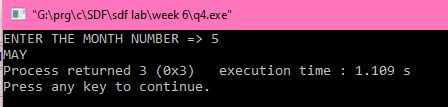 "G:\prg\c\SDF\sdf lab\week 6\q4.exe"
ENTER THE MONTH NUMBER => 5
MAY
Process returned 3 (0x3)   execution time : 1.109 s
Press any key to continue.